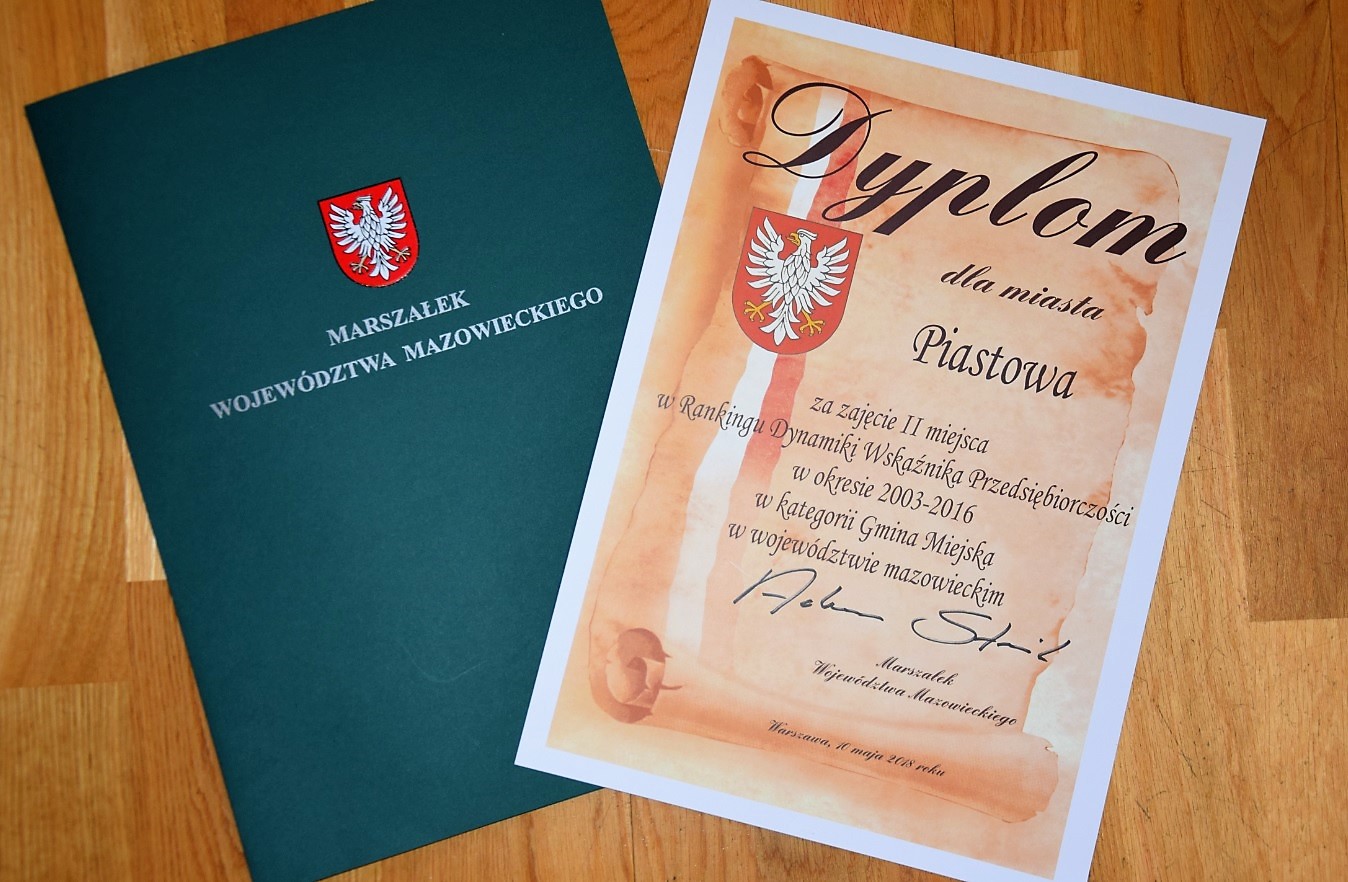 MARSZAŁEK
WOJEWÓDZTWA MAZOWIECKIEGO
Dyplom
dla miasta
Piastowa
za zajęcie II miejsca
w Rankingu Dynamiki Wskaźnika Przedsiębiorczości
w okresie 2003-2016
w kategorii Gmina Miejska
w województwie mazowieckim
Marszałek
Województwa Mazowieckiego
Warszawa, 10 maja 2018 roku